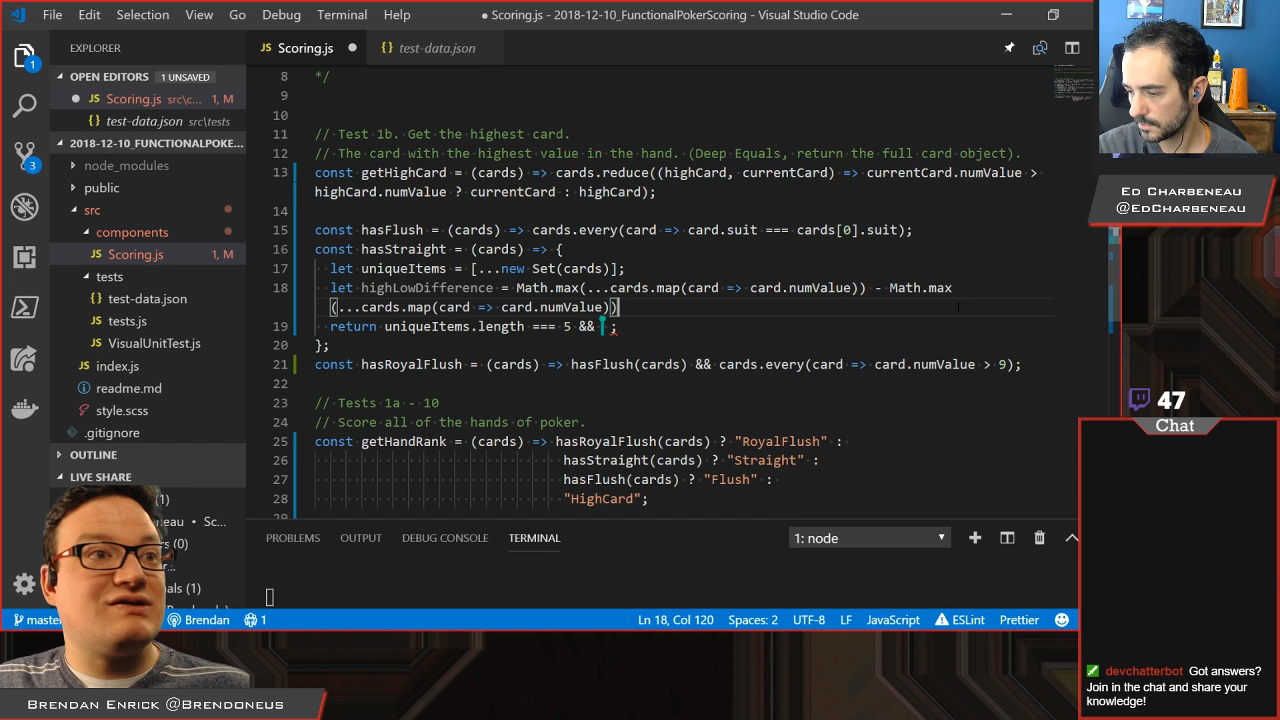 File Edit Selection View Go Debug Terminal Help
● Scoring.js - 2018-12-10_FunctionalPokerScoring - Visual Studio Code
EXPLORER
OPEN EDITORS 1 UNSAVED
JS Scoring.js src\c... 1, M
{} test-data.json src\tests
2018-12-10_FUNCTIONALPOKE...
node_modules
public
src
components
JS Scoring.js 1, M
tests
{} test-data.json
JS tests.js
JS VisualUnitTest.js
JS index.js
readme.md
style.scss
.gitignore
OUTLINE
LIVE SHARE
JS Scoring.js ●
{} test-data.json
8 */
9
10
11 // Test 1b. Get the highest card.
12 // The card with the highest value in the hand. (Deep Equals, return the full card object).
13 const getHighCard = (cards) => cards.reduce((highCard, currentCard) => currentCard.numValue >
highCard.numValue ? currentCard : highCard);
14
15 const hasFlush = (cards) => cards.every(card => card.suit === cards[0].suit);
16 const hasStraight = (cards) => {
17 let uniqueItems = [...new Set(cards)];
18 let highLowDifference = Math.max(...cards.map(card => card.numValue)) - Math.max
(...cards.map(card => card.numValue))
19 return uniqueItems.length === 5 && ;
20 };
21 const hasRoyalFlush = (cards) => hasFlush(cards) && cards.every(card => card.numValue > 9);
22
23 // Tests 1a - 10
24 // Score all of the hands of poker.
25 const getHandRank = (cards) => hasRoyalFlush(cards) ? "RoyalFlush" :
26 hasStraight(cards) ? "Straight" :
27 hasFlush(cards) ? "Flush" :
28 "HighCard";
PROBLEMS OUTPUT DEBUG CONSOLE TERMINAL
1: node
Brendan 1
Ln 18, Col 120 Spaces: 2 UTF-8 LF JavaScript ESLint Prettier
Ed Charbeneau
@EdCharbeneau
47
Chat
devchatterbot Got answers?
Join in the chat and share your
knowledge!
Brendan Enrick @Brendoneus